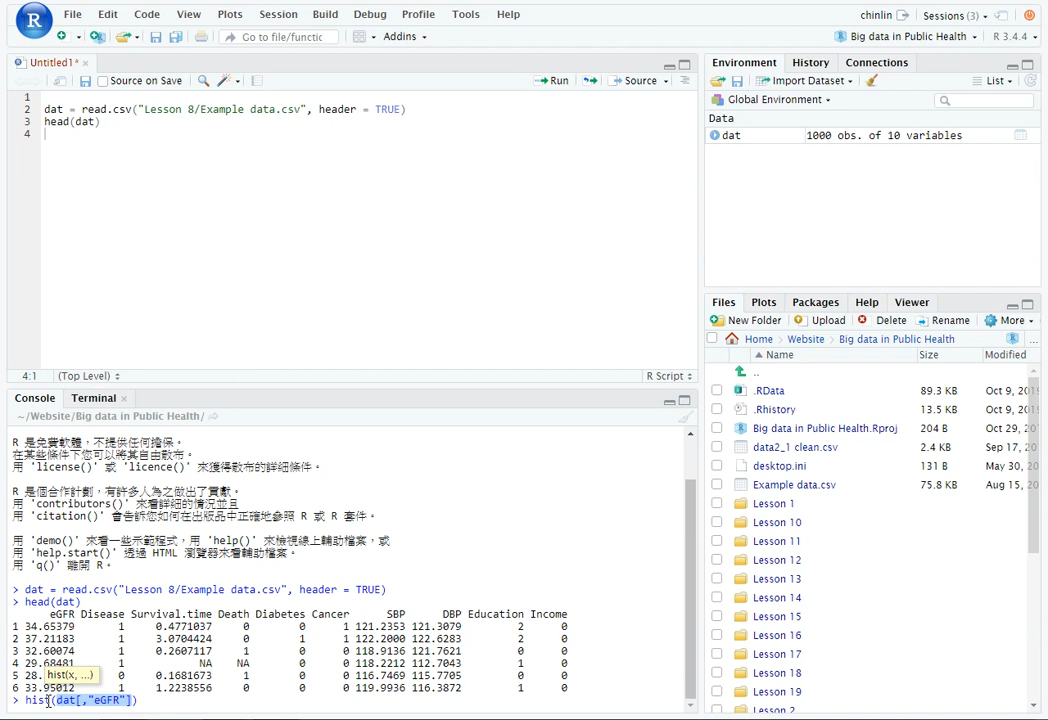 R File Edit Code View Plots Session Build Debug Profile Tools Help chinlin Sessions (3)
Go to file/functic Addins Big data in Public Health R 3.4.4
Untitled1* ×
Source on Save Run Source
1
2 dat = read.csv("Lesson 8/Example data.csv", header = TRUE)
3 head(dat)
4
4:1 (Top Level) R Script
Console Terminal ×
~/Website/Big data in Public Health/
R 是免費軟體，不提供任何擔保。
在某些條件下您可以將其自由散布。
用 'license()' 或 'licence()' 來獲得散布的詳細條件。
R 是個合作計劃，有許多人為之做出了貢獻。
用 'contributors()' 來看詳細的情況並且
用 'citation()' 會告訴您如何在出版品中正確地參照 R 或 R 套件。
用 'demo()' 來看一些示範程式，用 'help()' 來檢視線上輔助檔案，或
用 'help.start()' 透過 HTML 瀏覽器來看輔助檔案。
用 'q()' 離開 R。
> dat = read.csv("Lesson 8/Example data.csv", header = TRUE)
> head(dat)
eGFR Disease Survival.time Death Diabetes Cancer SBP DBP Education Income
1 34.65379 1 0.4771037 0 0 1 121.2353 121.3079 2 0
2 37.21183 1 3.0704424 0 1 1 122.2000 122.6283 2 0
3 32.60074 1 0.2607117 1 0 0 118.9136 121.7621 0 0
4 29.68481 1 NA NA 0 0 118.2212 112.7043 1 0
5 28. 0 0.1681673 1 0 0 116.7469 115.7705 0 0
6 33.95012 1 1.2238556 0 0 0 119.9936 116.3872 1 0
hist(x, ...)
> hist(dat[,"eGFR"])
Environment History Connections
Import Dataset List
Global Environment
Data
dat 1000 obs. of 10 variables
Files Plots Packages Help Viewer
New Folder Upload Delete Rename More
Home Website Big data in Public Health ...
Name Size Modified
..
.RData 89.3 KB Oct 9, 201
.Rhistory 13.5 KB Oct 9, 201
Big data in Public Health.Rproj 204 B Oct 29, 20
data2_1 clean.csv 2.4 KB Sep 17, 20
desktop.ini 131 B May 30, 20
Example data.csv 75.8 KB Aug 15, 20
Lesson 1
Lesson 10
Lesson 11
Lesson 12
Lesson 13
Lesson 14
Lesson 15
Lesson 16
Lesson 17
Lesson 18
Lesson 19
Lesson 2